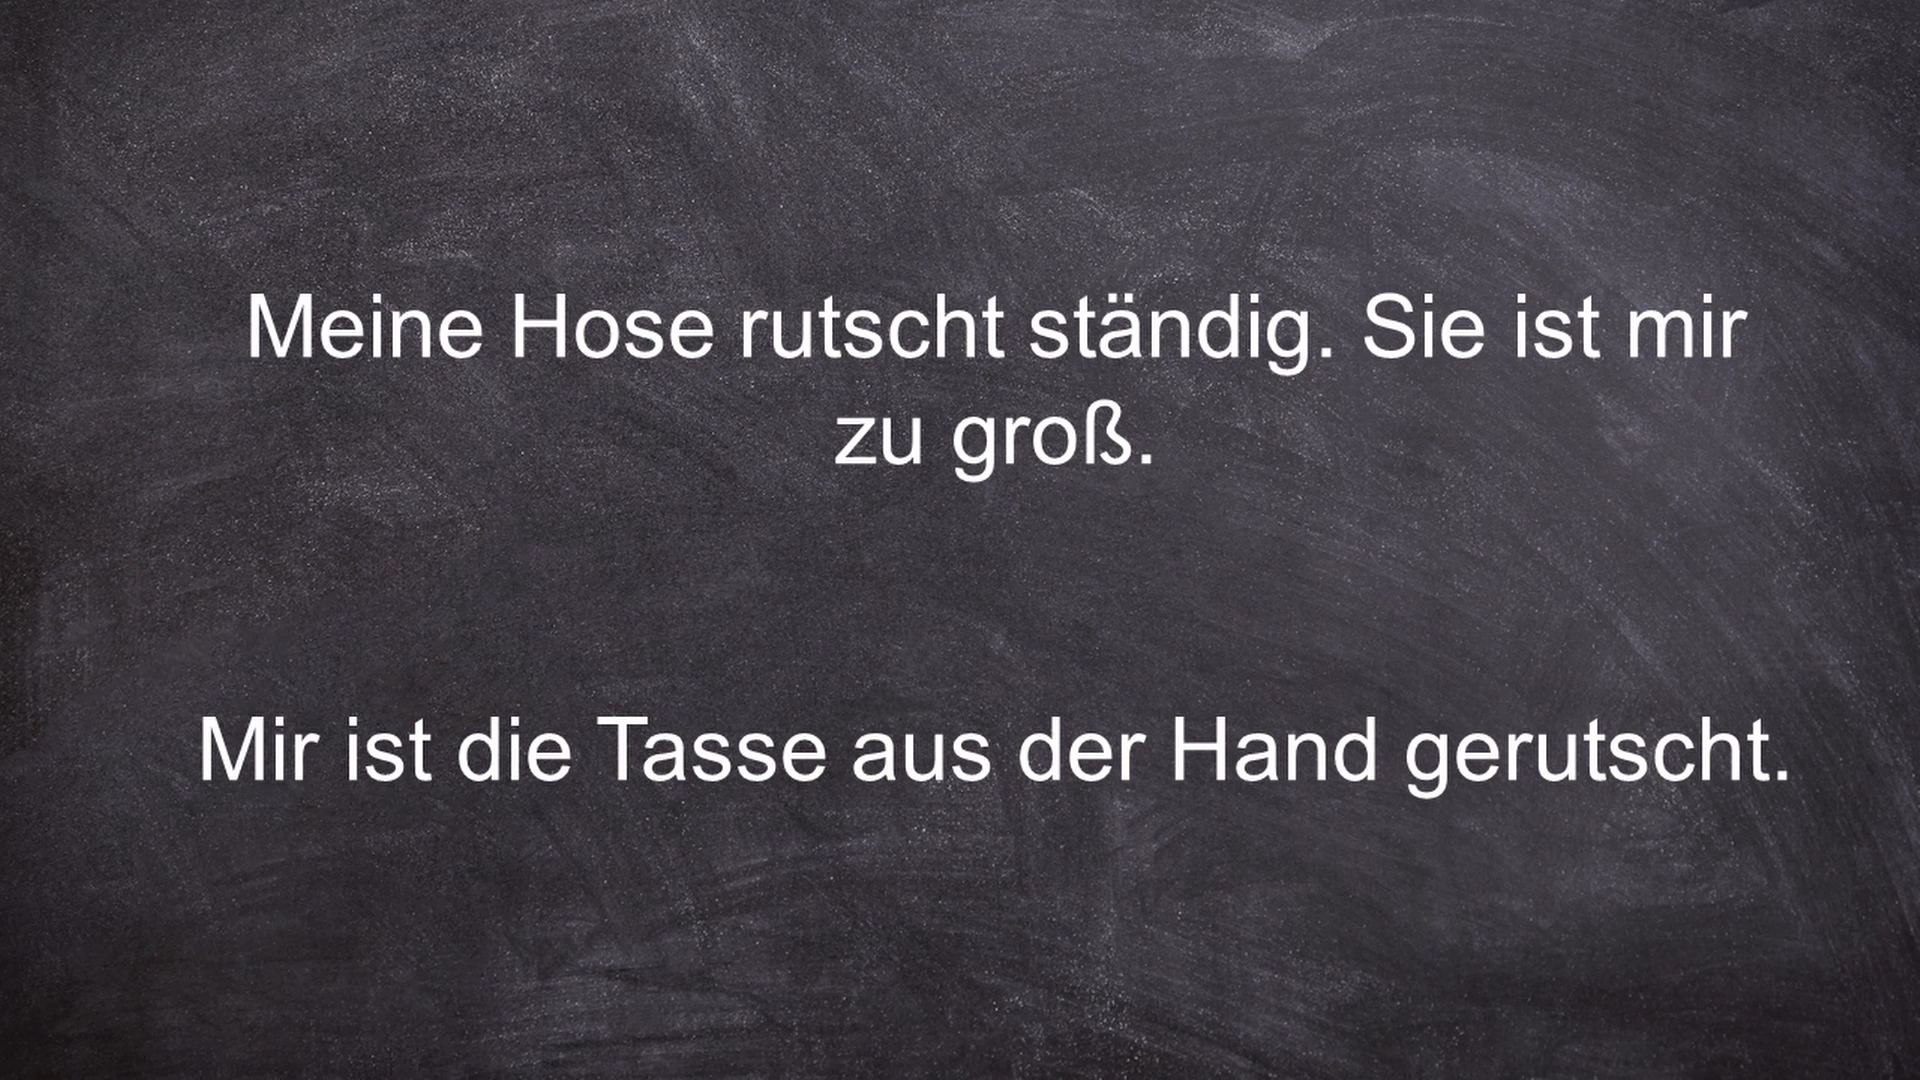 Meine Hose rutscht ständig. Sie ist mir
zu groß.
Mir ist die Tasse aus der Hand gerutscht.